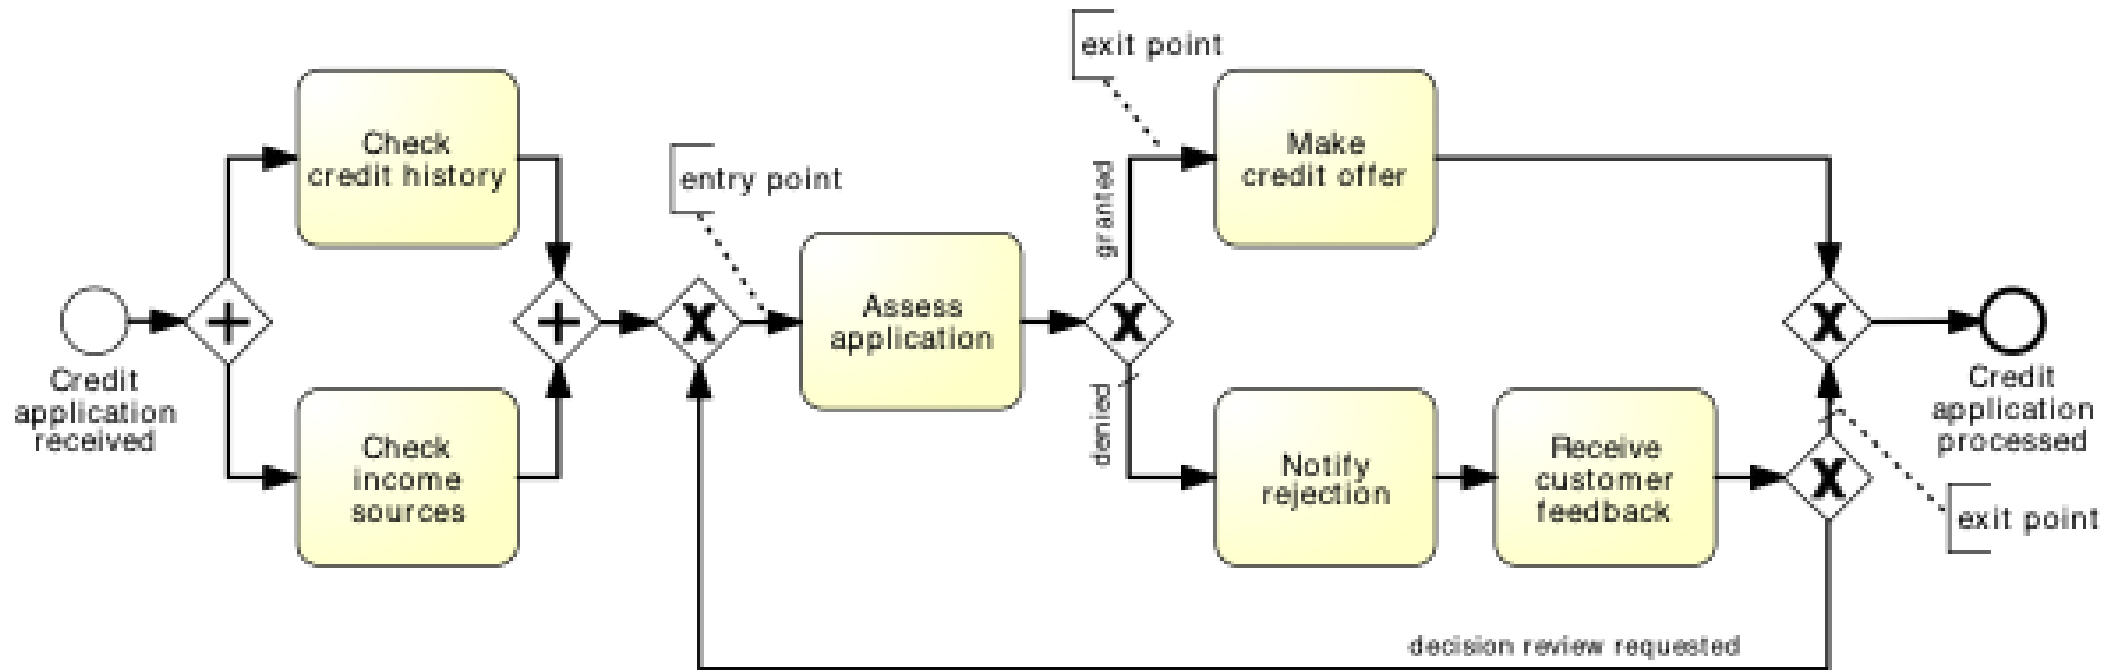 exit point
Check
credit history
entry point
Make
credit offer
granted
Assess
application
Credit
application
received
Check
income
sources
denied
Notify
rejection
Receive
customer
feedback
Credit
application
processed
exit point
decision review requested